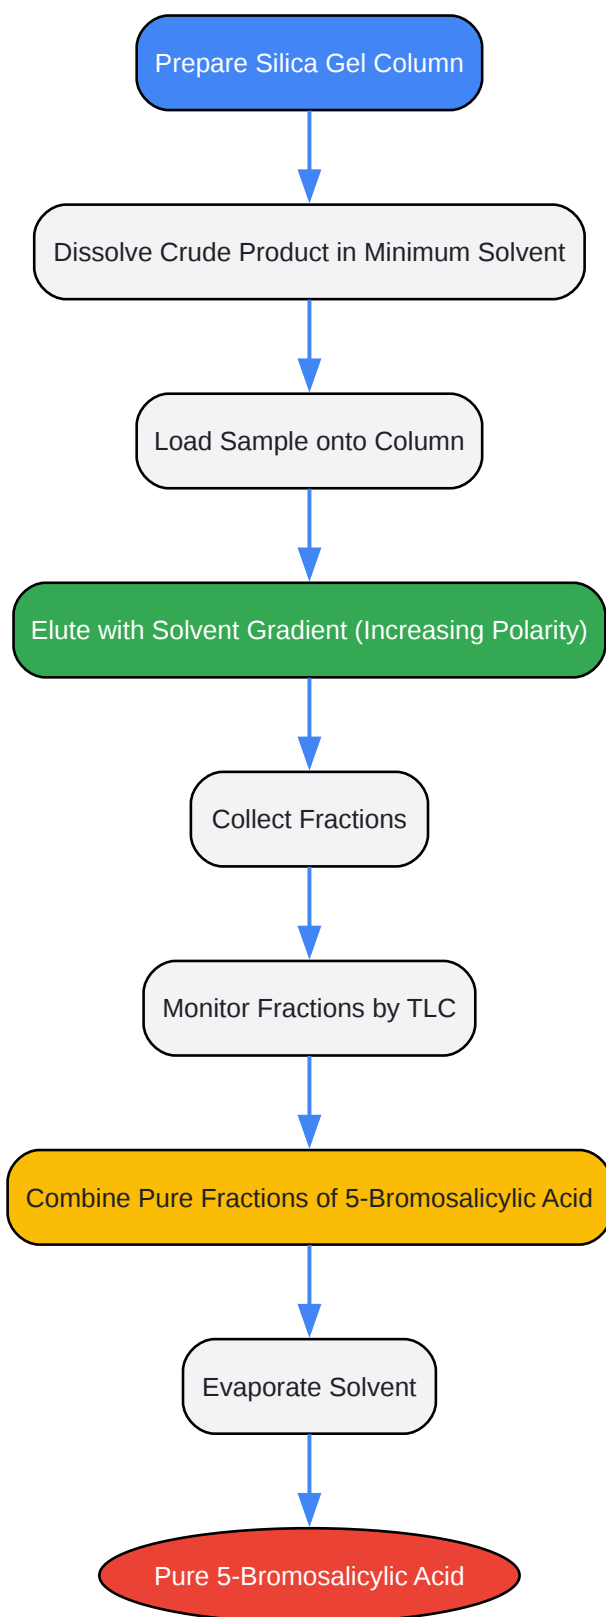 Prepare Silica Gel Column
Dissolve Crude Product in Minimum Solvent
Load Sample onto Column
Elute with Solvent Gradient (Increasing Polarity)
Collect Fractions
Monitor Fractions by TLC
Combine Pure Fractions of 5-Bromosalicylic Acid
Evaporate Solvent
Pure 5-Bromosalicylic Acid